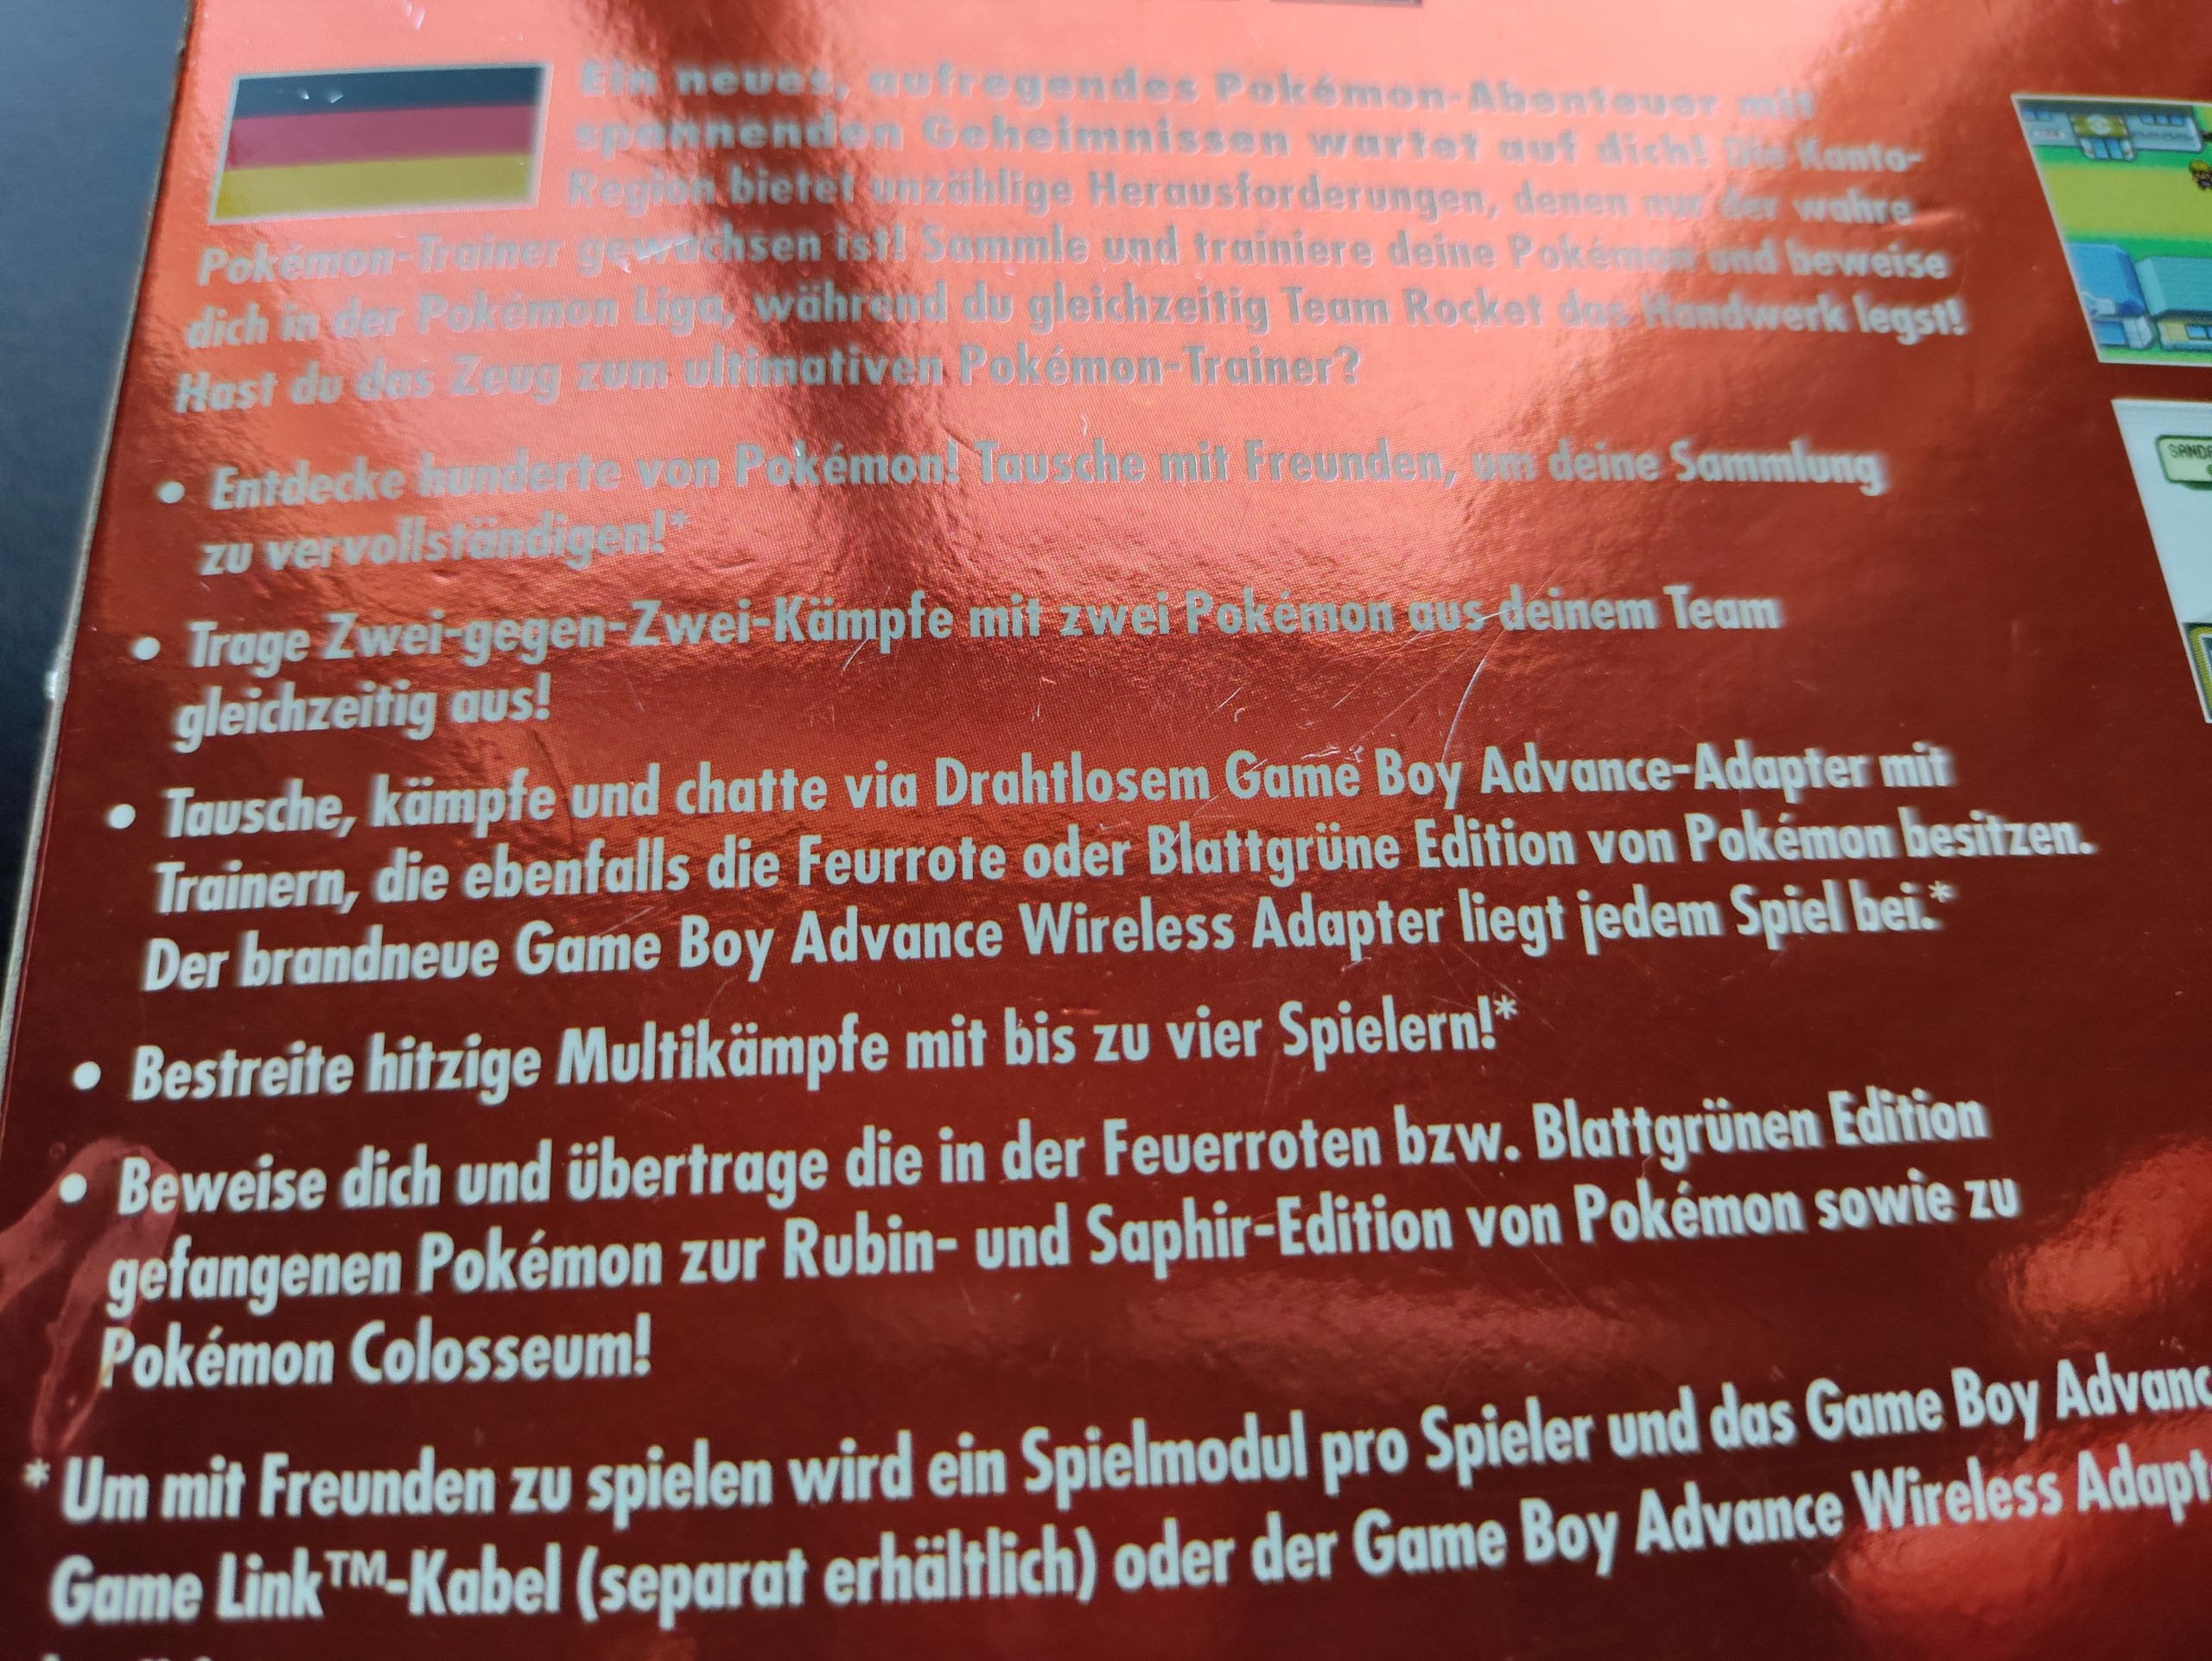 Ein neues, aufregendes Pokémon-Abenteuer mit
spannenden Geheimnissen wartet auf dich! Die Kanto-
Region bietet unzählige Herausforderungen, denen nur der wahre
Pokémon-Trainer gewachsen ist! Sammle und trainiere deine Pokémon und beweise
dich in der Pokémon Liga, während du gleichzeitig Team Rocket das Handwerk legst!
Hast du das Zeug zum ultimativen Pokémon-Trainer?
• Entdecke hunderte von Pokémon! Tausche mit Freunden, um deine Sammlung
zu vervollständigen!*
• Trage Zwei-gegen-Zwei-Kämpfe mit zwei Pokémon aus deinem Team
gleichzeitig aus!
• Tausche, kämpfe und chatte via Drahtlosem Game Boy Advance-Adapter mit
Trainern, die ebenfalls die Feurrote oder Blattgrüne Edition von Pokémon besitzen.
Der brandneue Game Boy Advance Wireless Adapter liegt jedem Spiel bei.*
• Bestreite hitzige Multikämpfe mit bis zu vier Spielern!*
• Beweise dich und übertrage die in der Feuerroten bzw. Blattgrünen Edition
gefangenen Pokémon zur Rubin- und Saphir-Edition von Pokémon sowie zu
Pokémon Colosseum!
* Um mit Freunden zu spielen wird ein Spielmodul pro Spieler und das Game Boy Advanc
Game Link™-Kabel (separat erhältlich) oder der Game Boy Advance Wireless Adapt
SAND